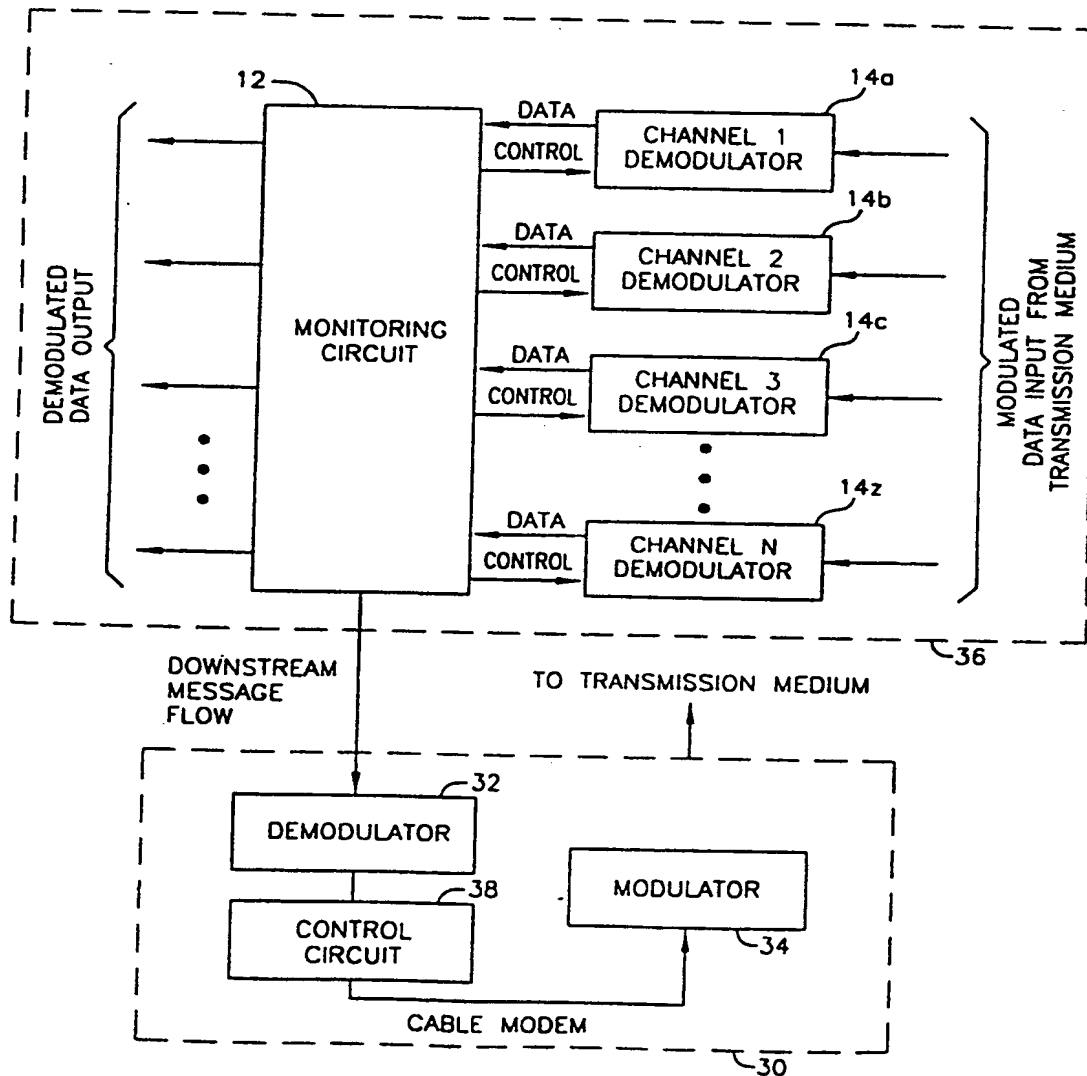 12
14a
DATA
CHANNEL 1
DEMODULATOR
CONTROL
14b
DATA
CHANNEL 2
DEMODULATOR
CONTROL
14c
DATA
CHANNEL 3
DEMODULATOR
CONTROL
14z
DATA
CHANNEL N
DEMODULATOR
CONTROL
MONITORING
CIRCUIT
DEMODULATED
DATA OUTPUT
MODULATED
DATA INPUT FROM
TRANSMISSION MEDIUM
36
DOWNSTREAM
MESSAGE
FLOW
TO TRANSMISSION MEDIUM
32
DEMODULATOR
38
CONTROL
CIRCUIT
MODULATOR
34
CABLE MODEM
30